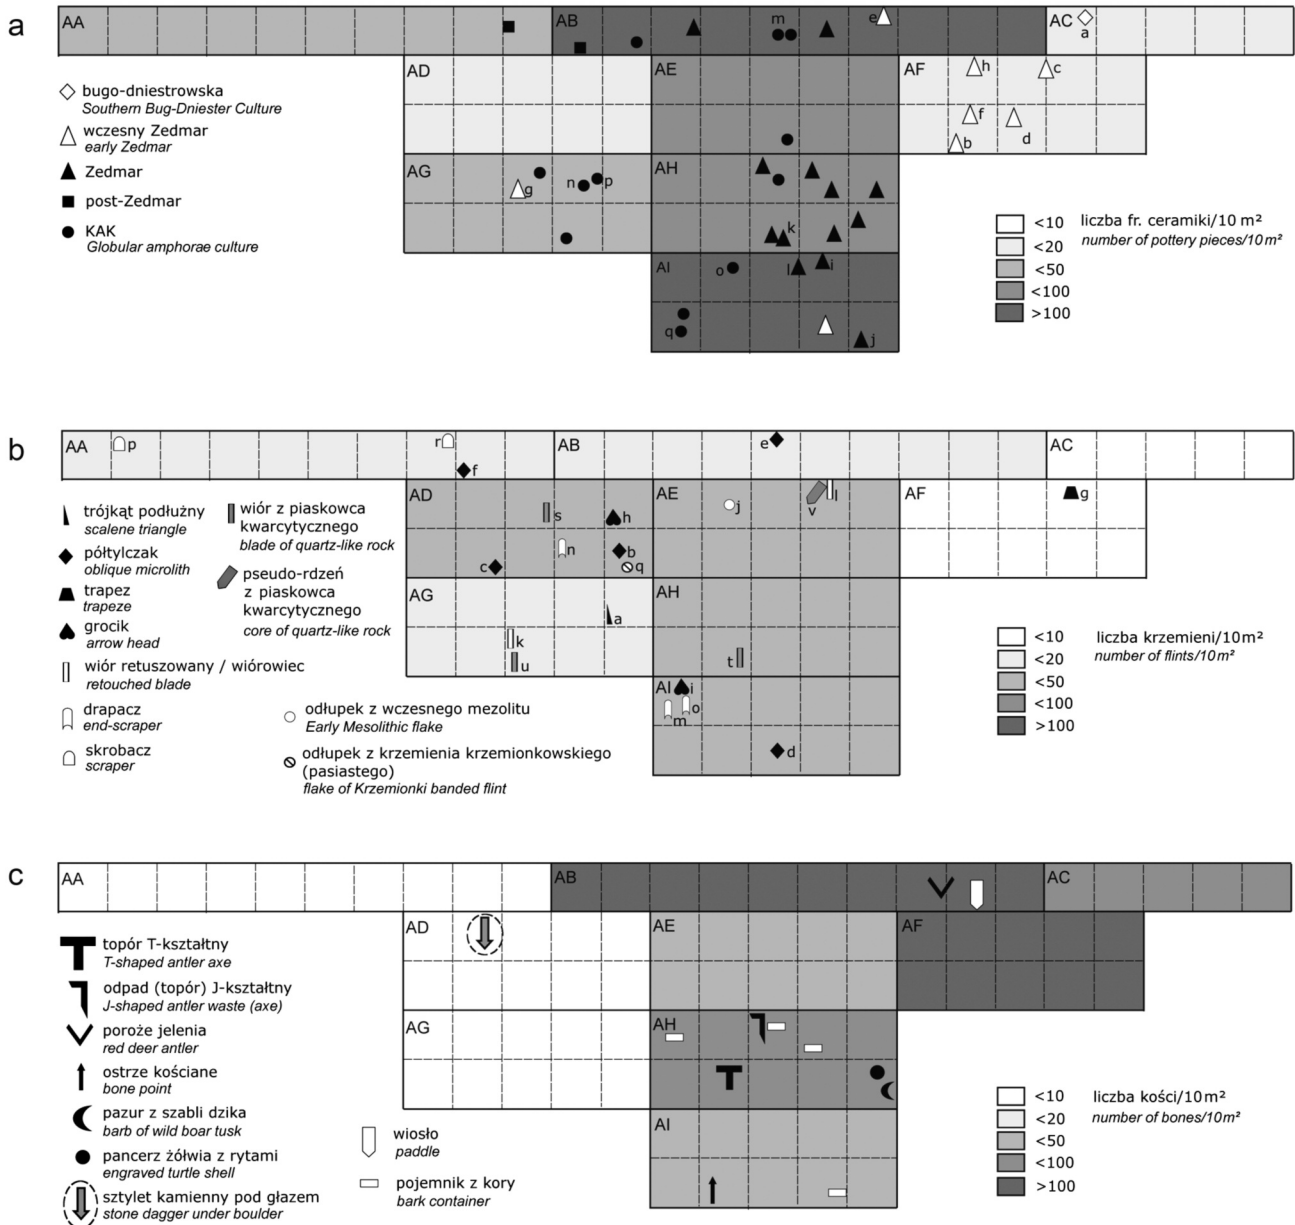 a
AA
AB
m
e
AC
a
AD
AE
AF
h
c
f
b
d
AG
g
n
p
AH
k
AI
o
l
i
q
j
bugo-dniestrowska
Southern Bug-Dniester Culture
wczesny Zedmar
early Zedmar
Zedmar
post-Zedmar
KAK
Globular amphorae culture
<10 liczba fr. ceramiki/10 m²
<20 number of pottery pieces/10 m²
<50
<100
>100
b
AA
p
r
f
AB
e
AC
AD
s
h
n
b
c
q
AE
j
v
l
AF
g
AG
a
k
u
AH
t
AI
i
m
o
d
trójkąt podłużny
scalene triangle
półtylczak
oblique microlith
trapez
trapeze
grocik
arrow head
wiór retuszowany / wiórowiec
retouched blade
drapacz
end-scraper
skrobacz
scraper
wiór z piaskowca
kwarcytycznego
blade of quartz-like rock
pseudo-rdzeń
z piaskowca
kwarcytycznego
core of quartz-like rock
odłupek z wczesnego mezolitu
Early Mesolithic flake
odłupek z krzemienia krzemionkowskiego
(pasiastego)
flake of Krzemionki banded flint
<10 liczba krzemieni/10m²
<20 number of flints/10m²
<50
<100
>100
c
AA
AB
AC
AD
AE
AF
AG
AH
AI
topór T-kształtny
T-shaped antler axe
odpad (topór) J-kształtny
J-shaped antler waste (axe)
poroże jelenia
red deer antler
ostrze kościane
bone point
pazur z szabli dzika
barb of wild boar tusk
pancerz żółwia z rytami
engraved turtle shell
sztylet kamienny pod głazem
stone dagger under boulder
wiosło
paddle
pojemnik z kory
bark container
<10 liczba kości/10m²
<20 number of bones/10m²
<50
<100
>100